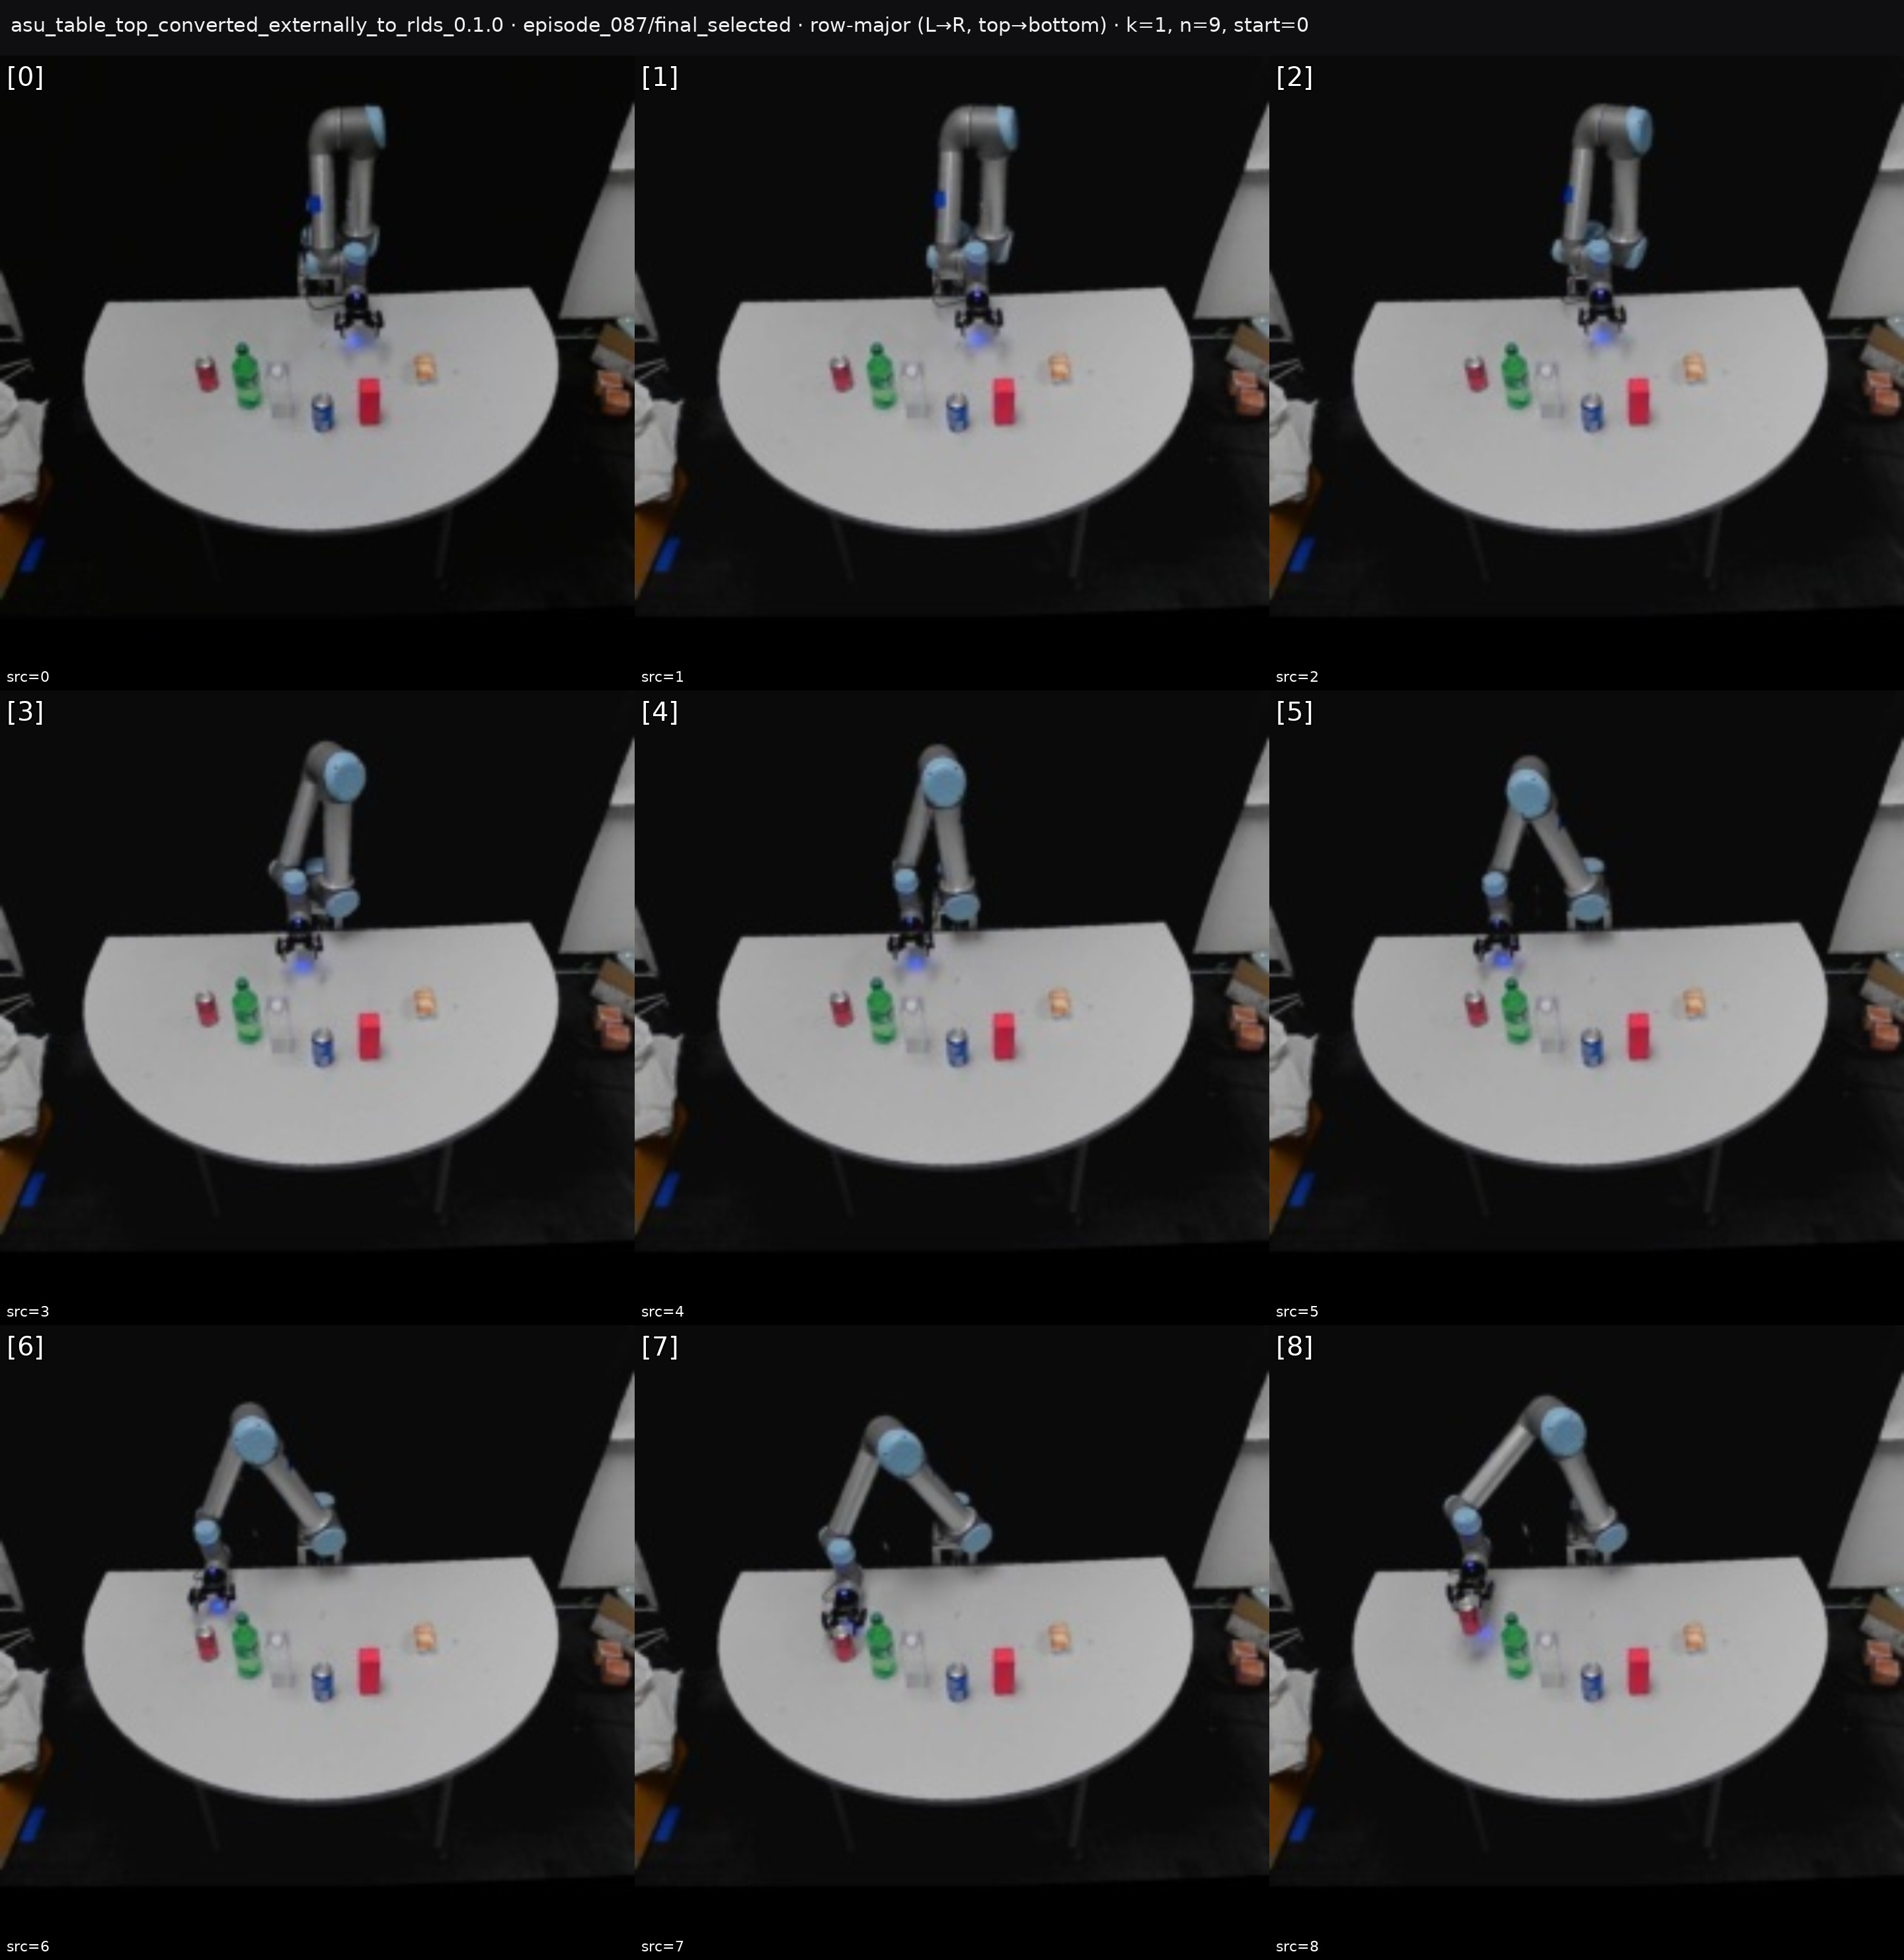 asu_table_top_converted_externally_to_rlds_0.1.0 · episode_087/final_selected · row-major (L→R, top→bottom) · k=1, n=9, start=0
[0]
[1]
[2]
src=0
src=1
src=2
[3]
[4]
[5]
src=3
src=4
src=5
[6]
[7]
[8]
src=6
src=7
src=8